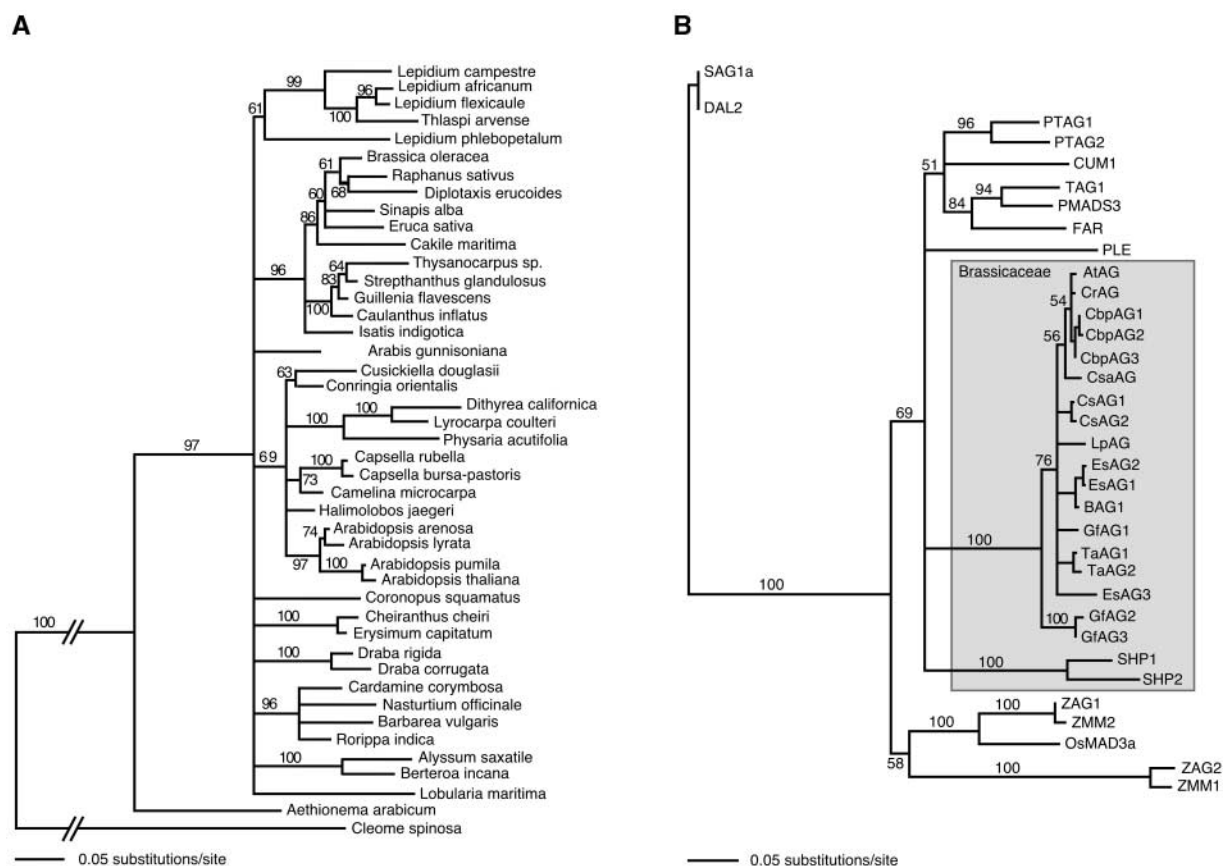 A
99
Lepidium campestre
96
Lepidium africanum
61
Lepidium flexicaule
100
Thlaspi arvense
Lepidium phlebopetalum
61
Brassica oleracea
Raphanus sativus
60
68
Diplotaxis erucoides
Sinapis alba
86
Eruca sativa
Cakile maritima
96
64
Thysanocarpus sp.
83
Strepthanthus glandulosus
Guillenia flavescens
100
Caulanthus inflatus
Isatis indigotica
Arabis gunnisoniana
63
Cusickiella douglasii
Conringia orientalis
100
Dithyrea californica
100
Lyrocarpa coulteri
Physaria acutifolia
97
69
100
Capsella rubella
Capsella bursa-pastoris
73
Camelina microcarpa
Halimolobos jaegeri
74
Arabidopsis arenosa
Arabidopsis lyrata
97
100
Arabidopsis pumila
Arabidopsis thaliana
Coronopus squamatus
100
Cheiranthus cheiri
100
Erysimum capitatum
100
Draba rigida
Draba corrugata
Cardamine corymbosa
96
Nasturtium officinale
Barbarea vulgaris
Rorippa indica
100
Alyssum saxatile
Berteroa incana
Lobularia maritima
Aethionema arabicum
Cleome spinosa
0.05 substitutions/site
B
SAG1a
DAL2
96
PTAG1
PTAG2
51
CUM1
94
TAG1
84
PMADS3
FAR
PLE
Brassicaceae
AtAG
54
CrAG
CbpAG1
56
CbpAG2
CbpAG3
CsaAG
CsAG1
69
CsAG2
LpAG
76
EsAG2
EsAG1
BAG1
GfAG1
100
TaAG1
TaAG2
100
EsAG3
100
GfAG2
GfAG3
100
SHP1
SHP2
100
ZAG1
100
ZMM2
OsMAD3a
58
100
ZAG2
ZMM1
0.05 substitutions/site